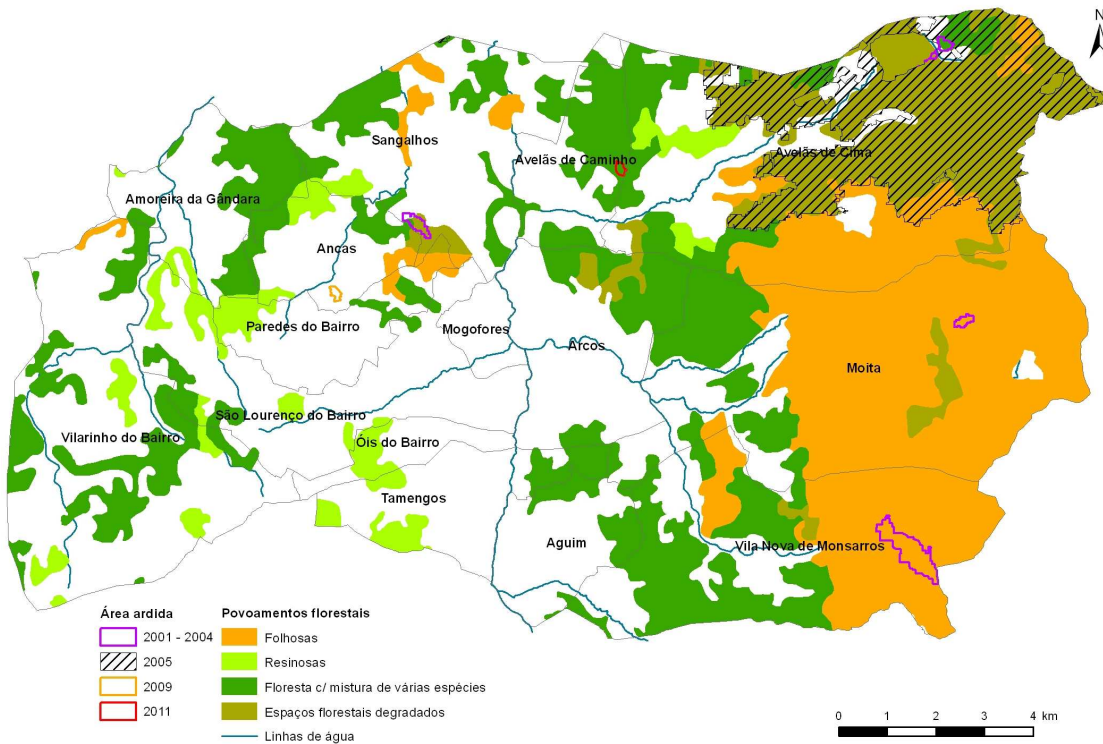 N
Sangalhos
Avelãs de Caminho
Avelãs de Cima
Amoreira da Gândara
Ancas
Paredes do Bairro
Mogofores
Arcos
Moita
São Lourenço do Bairro
Vilarinho do Bairro
Óis do Bairro
Tamengos
Aguim
Vila Nova de Monsarros
Área ardida
2001 - 2004
2005
2009
2011
Povoamentos florestais
Folhosas
Resinosas
Floresta c/ mistura de várias espécies
Espaços florestais degradados
Linhas de água
0 1 2 3 4 km